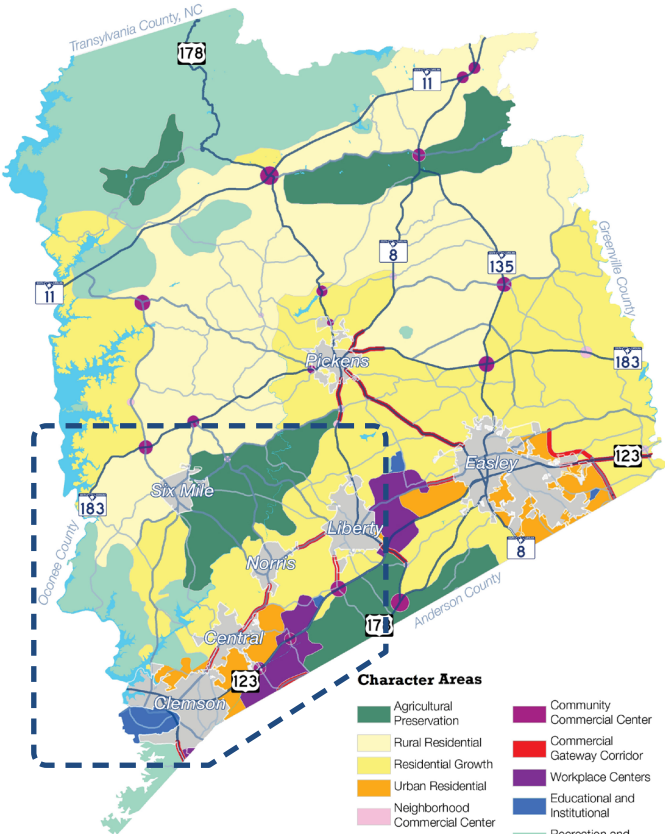 Transylvania County, NC
178
11
Greenville County
8
135
11
Pickens
183
Easley
123
Six Mile
183
Liberty
Oconee County
8
Norris
Anderson County
Central
123
Clemson
Character Areas
Agricultural
Preservation
Rural Residential
Residential Growth
Urban Residential
Neighborhood
Commercial Center
Community
Commercial Center
Commercial
Gateway Corridor
Workplace Centers
Educational and
Institutional
Recreation and